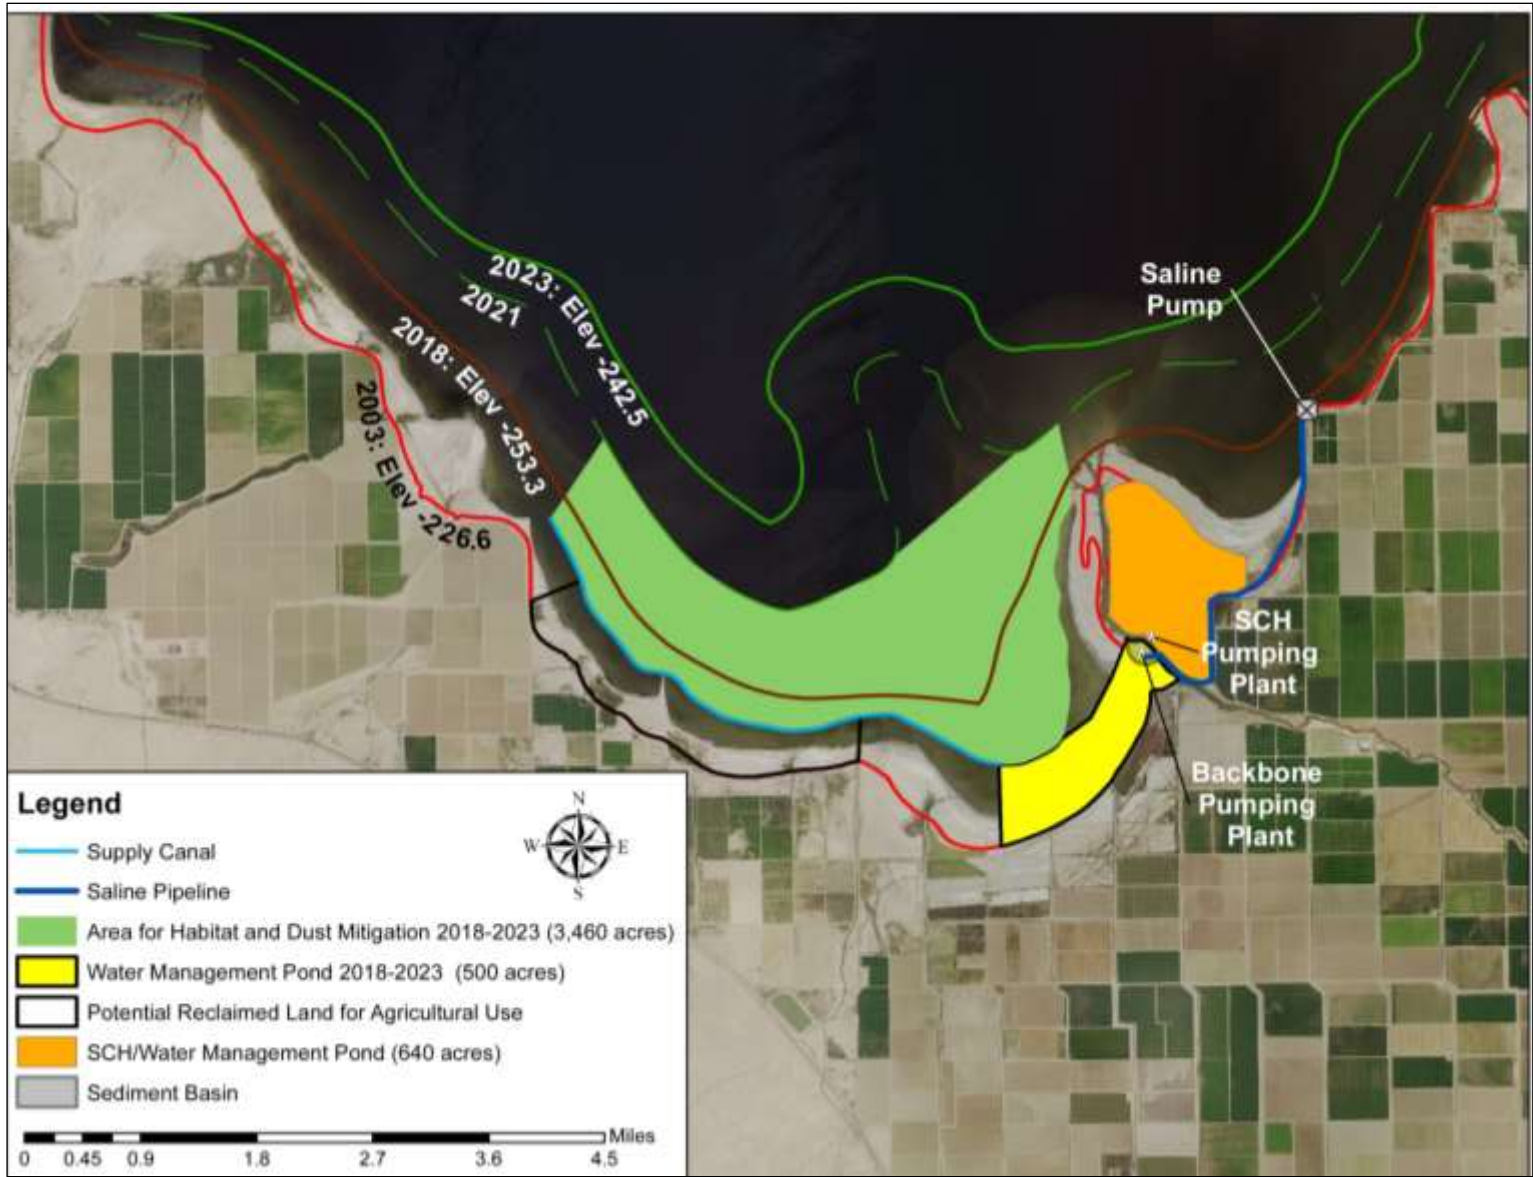 Saline
Pump
2023: Elev -242.5
2021
2018: Elev -253.3
2003: Elev -226.6
SCH
Pumping
Plant
Backbone
Pumping
Plant
Legend
N
W E
S
Supply Canal
Saline Pipeline
Area for Habitat and Dust Mitigation 2018-2023 (3,460 acres)
Water Management Pond 2018-2023 (500 acres)
Potential Reclaimed Land for Agricultural Use
SCH/Water Management Pond (640 acres)
Sediment Basin
Miles
0 0.45 0.9 1.8 2.7 3.6 4.5